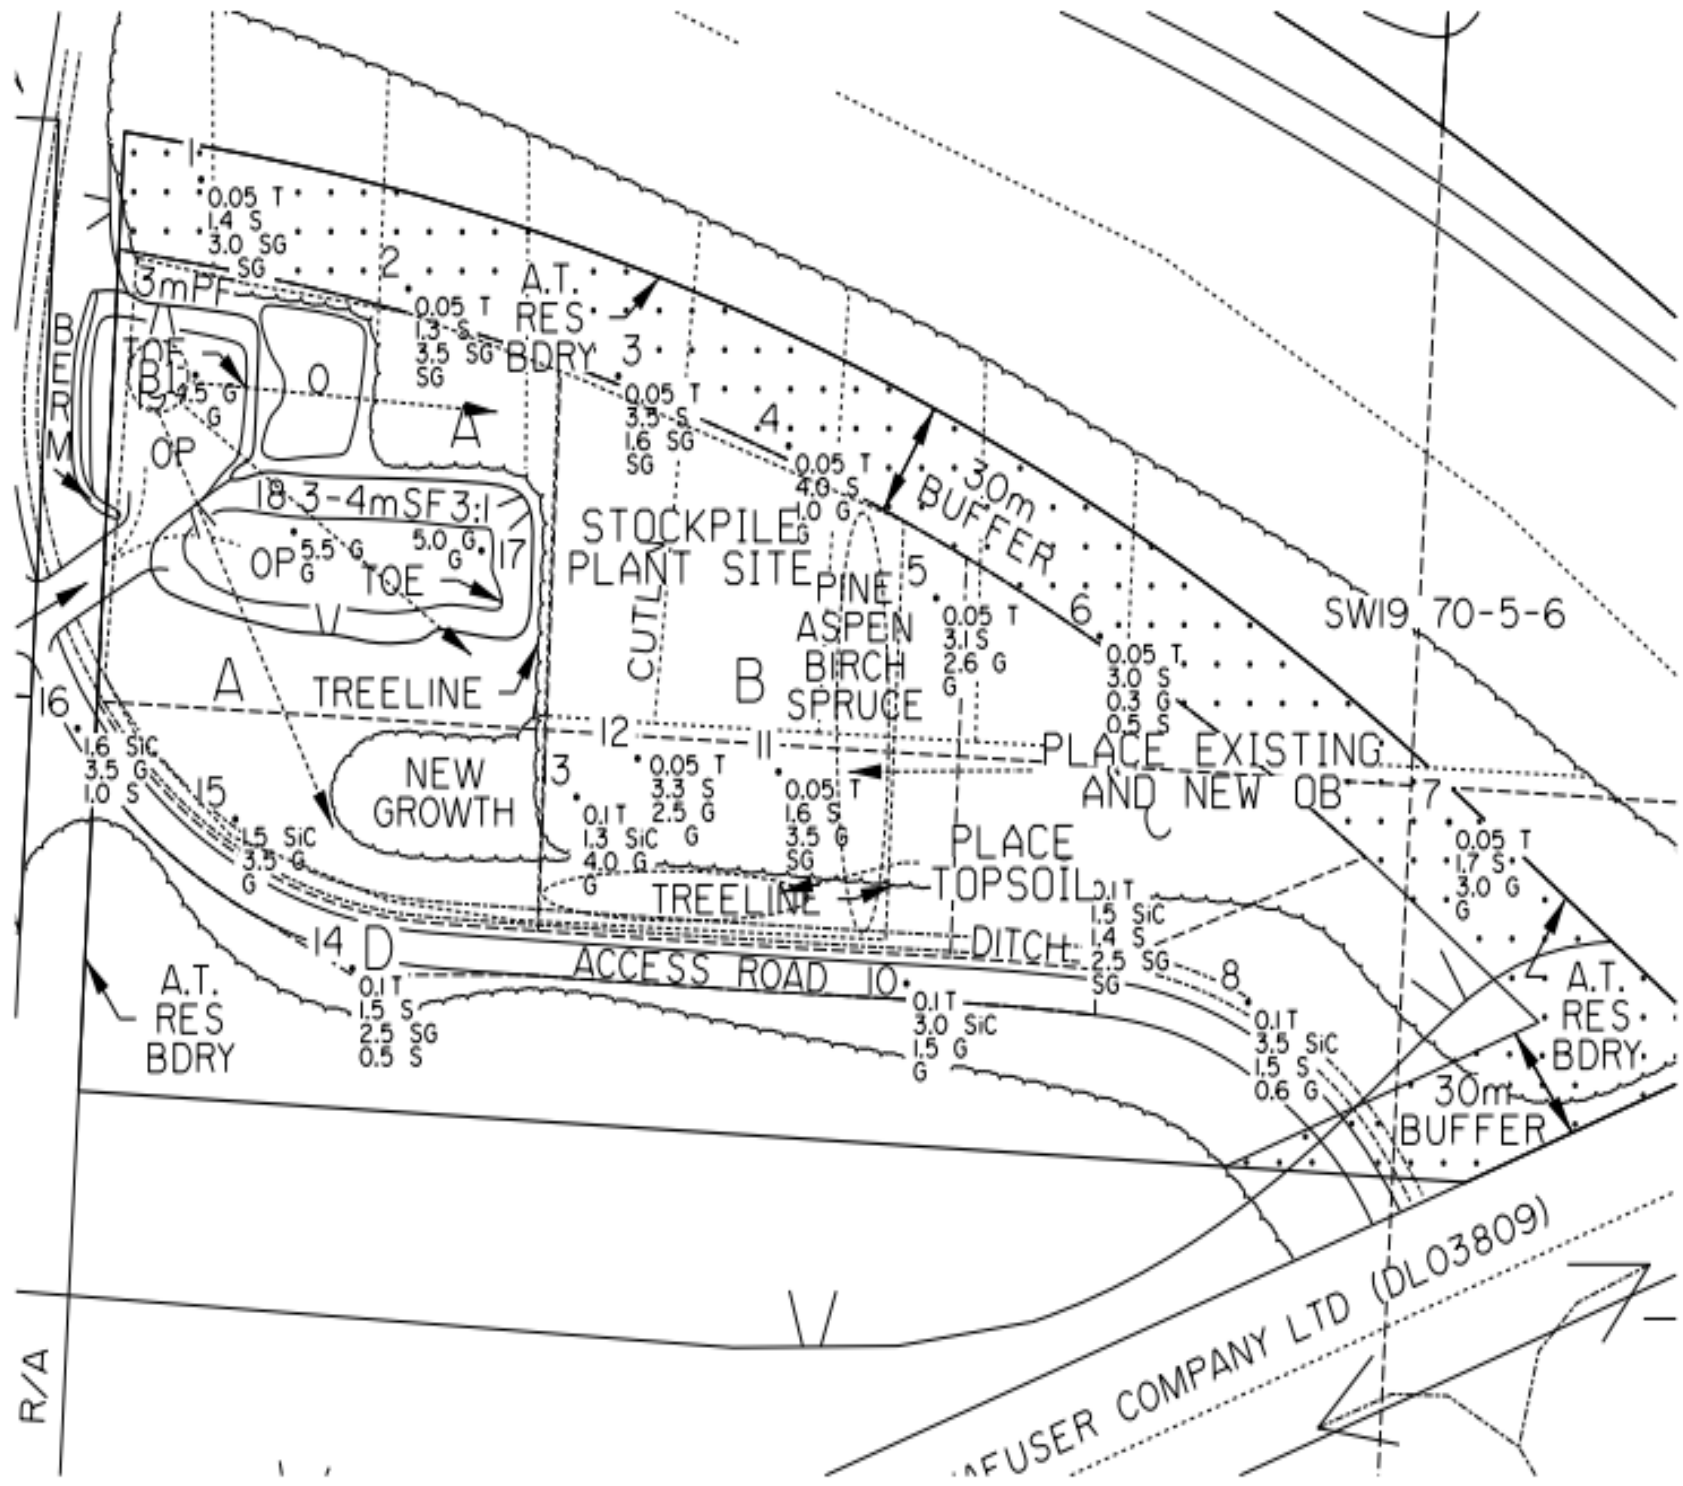 1
0.05 T
1.4 S
3.0 SG
SG
2
0.05 T
1.3 S
3.5 SG
SG
A.T.
RES
BDRY
3mPF
BERM
TOE
4.5 G
G
OP
O
A
3
0.05 T
3.5 S
1.6 SG
SG
4
0.05 T
4.0 S
1.0 G
G
30m
BUFFER
18 3-4mSF3:1
OP
5.5 G
G
5.0 G
G
17
TOE
STOCKPILE
PLANT SITE
CUTL
PINE
ASPEN
BIRCH
SPRUCE
5
0.05 T
3.1 S
2.6 G
G
6
0.05 T
3.0 S
0.3 G
0.5 S
SW19 70-5-6
A
TREELINE
B
16
1.6 SiC
3.5 G
1.0 S
15
1.5 SiC
3.5 G
G
NEW
GROWTH
13
0.1 T
1.3 SiC
4.0 G
G
12
0.05 T
3.3 S
2.5 G
G
11
0.05 T
1.6 S
3.5 G
SG
PLACE EXISTING
AND NEW OB
C
7
0.05 T
1.7 S
3.0 G
G
PLACE
TOPSOIL
TREELINE
DITCH
0.1 T
1.5 SiC
1.4 S
2.5 SG
SG
14
D
0.1 T
1.5 S
2.5 SG
0.5 S
ACCESS ROAD
10
0.1 T
3.0 SiC
1.5 G
G
8
0.1 T
3.5 SiC
1.5 S
0.6 G
A.T.
RES
BDRY
A.T.
RES
BDRY
30m
BUFFER
R/A
COMPANY LTD (DLO3809)